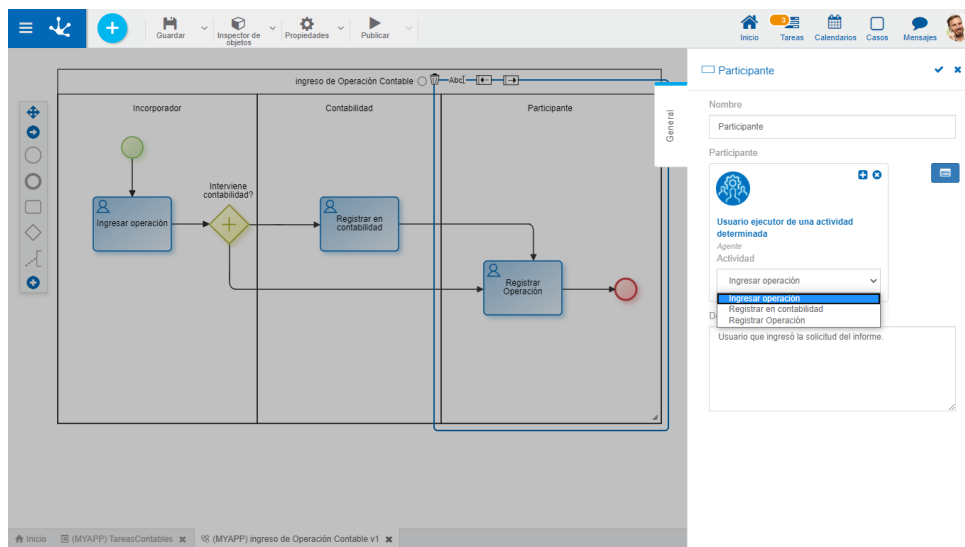 Guardar
Inspector de
objetos
Propiedades
Publicar
Inicio
Tareas
Calendarios
Casos
Mensajes
ingreso de Operación Contable
Abc
Incorporador
Contabilidad
Participante
Ingresar operación
Interviene
contabilidad?
Registrar en
contabilidad
Registrar
Operación
General
Participante
Nombre
Participante
Participante
Usuario ejecutor de una actividad
determinada
Agente
Actividad
Ingresar operación
Ingresar operación
Registrar en contabilidad
Registrar Operación
Usuario que ingresó la solicitud del informe.
Inicio
(MYAPP) TareasContables
(MYAPP) ingreso de Operación Contable v1